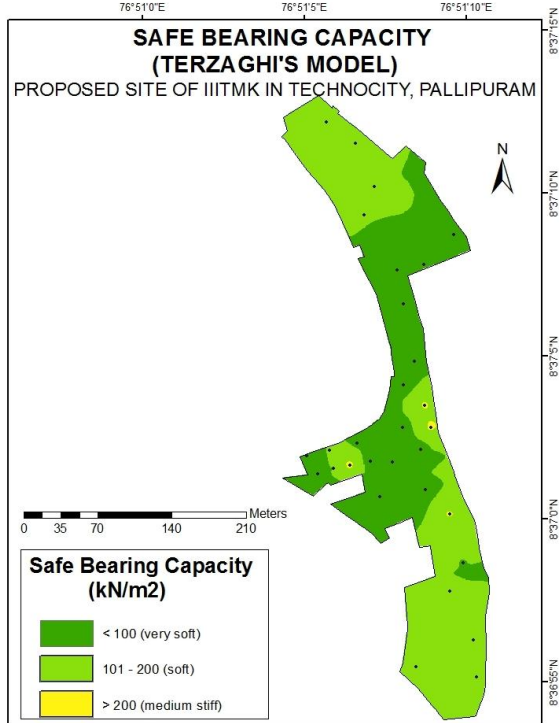 76°51'0"E
76°51'5"E
76°51'10"E
SAFE BEARING CAPACITY
(TERZAGHI'S MODEL)
PROPOSED SITE OF IIITMK IN TECHNOCITY, PALLIPURAM
N
8°37'15"N
8°37'10"N
8°37'5"N
8°37'0"N
8°36'55"N
Meters
0 35 70 140 210
Safe Bearing Capacity
(kN/m2)
< 100 (very soft)
101 - 200 (soft)
> 200 (medium stiff)